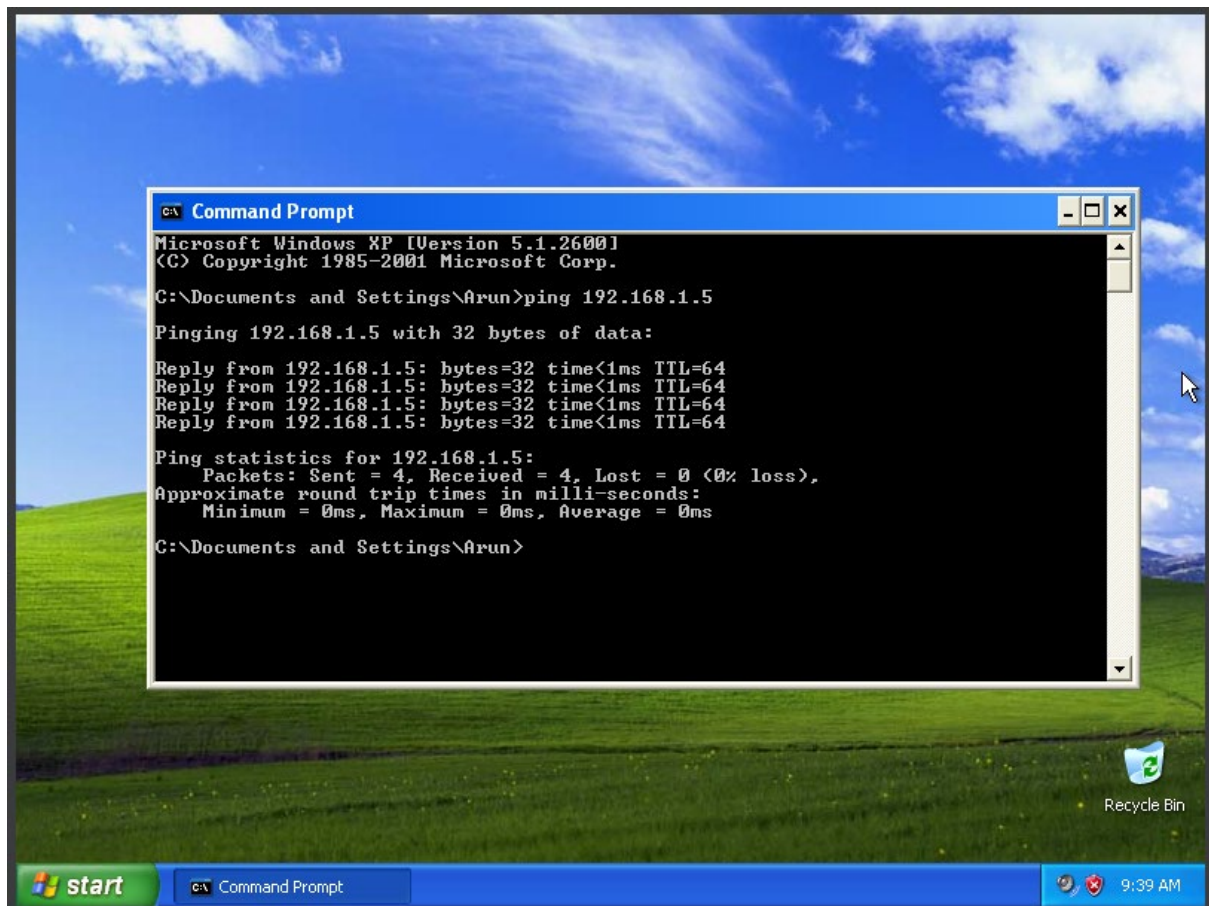 Command Prompt
Microsoft Windows XP [Version 5.1.2600]
(C) Copyright 1985-2001 Microsoft Corp.
C:\Documents and Settings\Arun>ping 192.168.1.5
Pinging 192.168.1.5 with 32 bytes of data:
Reply from 192.168.1.5: bytes=32 time<1ms TTL=64
Reply from 192.168.1.5: bytes=32 time<1ms TTL=64
Reply from 192.168.1.5: bytes=32 time<1ms TTL=64
Reply from 192.168.1.5: bytes=32 time<1ms TTL=64
Ping statistics for 192.168.1.5:
Packets: Sent = 4, Received = 4, Lost = 0 (0% loss),
Approximate round trip times in milli-seconds:
Minimum = 0ms, Maximum = 0ms, Average = 0ms
C:\Documents and Settings\Arun>
Recycle Bin
start
Command Prompt
9:39 AM